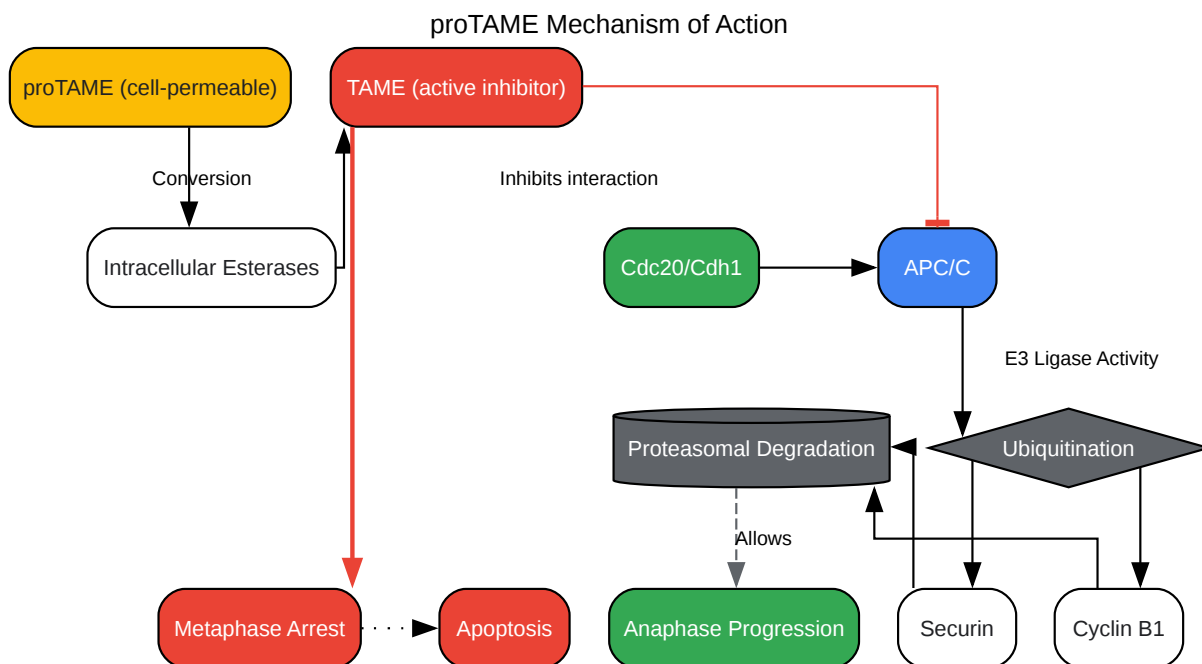 proTAME Mechanism of Action
proTAME (cell-permeable)
TAME (active inhibitor)
Conversion
Inhibits interaction
Intracellular Esterases
Cdc20/Cdh1
APC/C
E3 Ligase Activity
Proteasomal Degradation
Ubiquitination
Allows
Metaphase Arrest
Apoptosis
Anaphase Progression
Securin
Cyclin B1